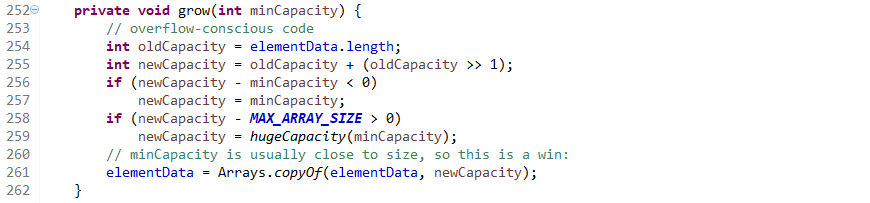 252 private void grow(int minCapacity) {
253 // overflow-conscious code
254 int oldCapacity = elementData.length;
255 int newCapacity = oldCapacity + (oldCapacity >> 1);
256 if (newCapacity - minCapacity < 0)
257 newCapacity = minCapacity;
258 if (newCapacity - MAX_ARRAY_SIZE > 0)
259 newCapacity = hugeCapacity(minCapacity);
260 // minCapacity is usually close to size, so this is a win:
261 elementData = Arrays.copyOf(elementData, newCapacity);
262 }